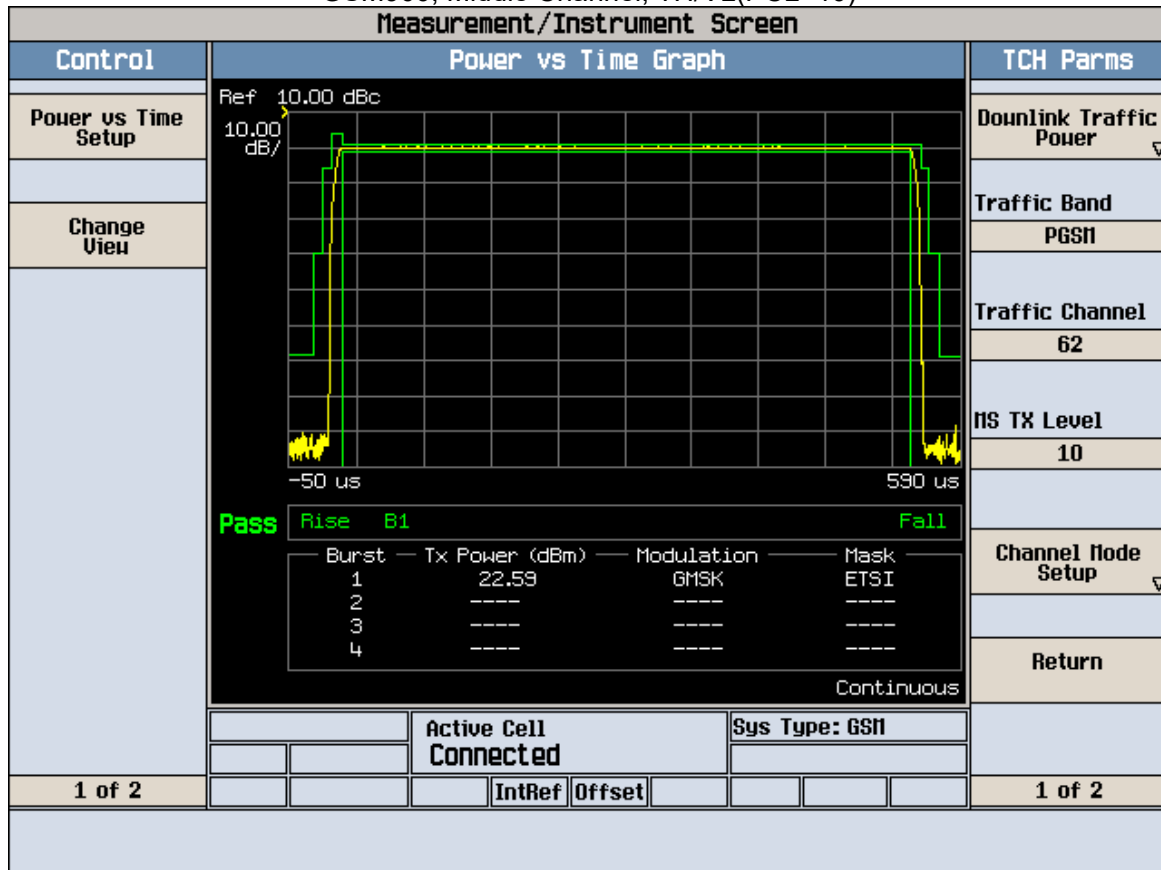 Measurement/Instrument Screen
Control
Power vs Time Graph
TCH Parms
Power vs Time
Setup
Change
View
1 of 2
Ref 10.00 dBc
10.00
dB/
-50 us
590 us
Pass
Rise B1
Fall
Burst Tx Power (dBm) Modulation Mask
1 22.59 GMSK ETSI
2 ---- ---- ----
3 ---- ---- ----
4 ---- ---- ----
Continuous
Active Cell
Connected
Sys Type: GSM
IntRef Offset
Downlink Traffic
Power
Traffic Band
PGSM
Traffic Channel
62
MS TX Level
10
Channel Mode
Setup
Return
1 of 2